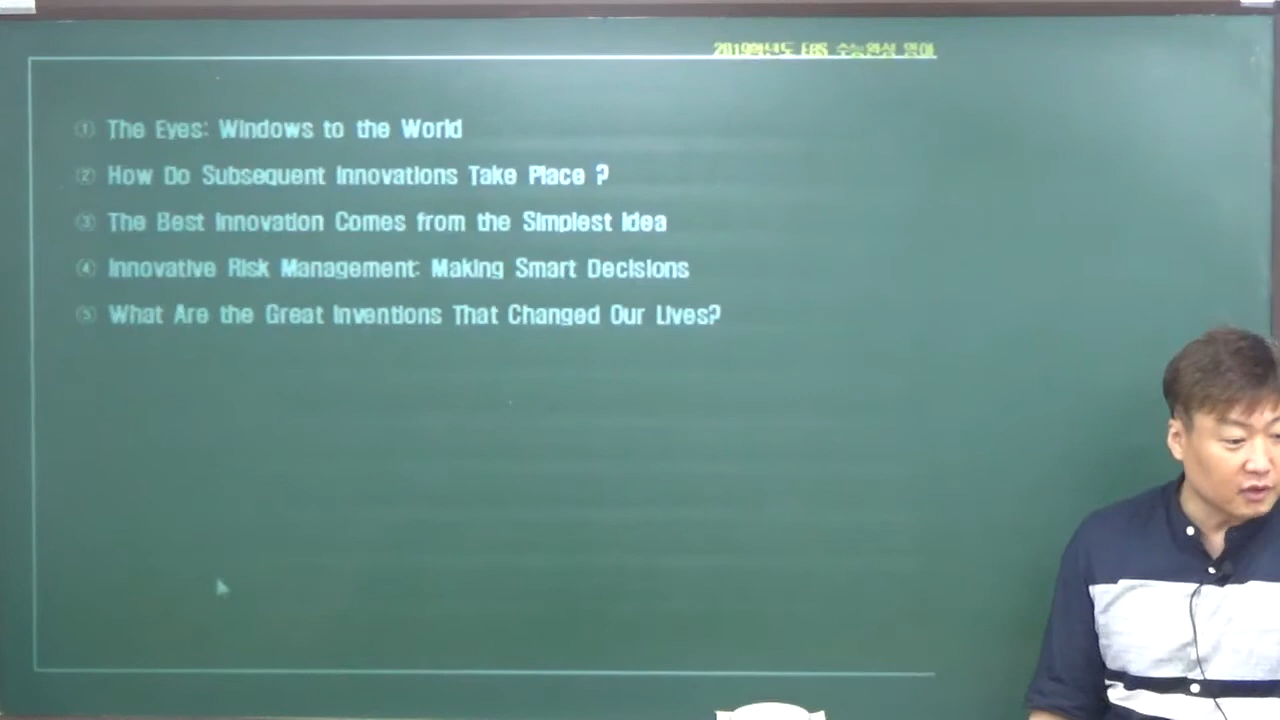 2019학년도 EBS 수능완성 영어
① The Eyes: Windows to the World
② How Do Subsequent Innovations Take Place ?
③ The Best Innovation Comes from the Simplest Idea
④ Innovative Risk Management: Making Smart Decisions
⑤ What Are the Great Inventions That Changed Our Lives?